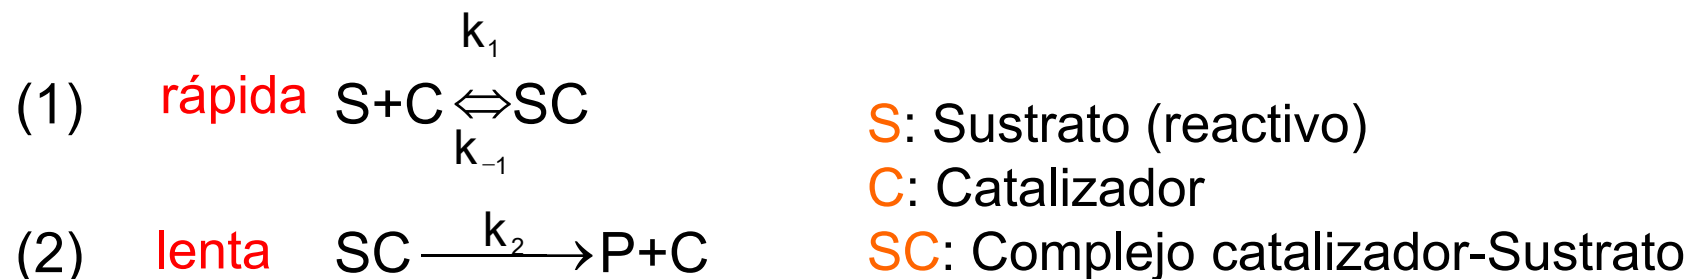 k₁
(1) rápida S+C ⇔ SC
k₋₁
(2) lenta SC —k₂→ P+C
S: Sustrato (reactivo)
C: Catalizador
SC: Complejo catalizador-Sustrato